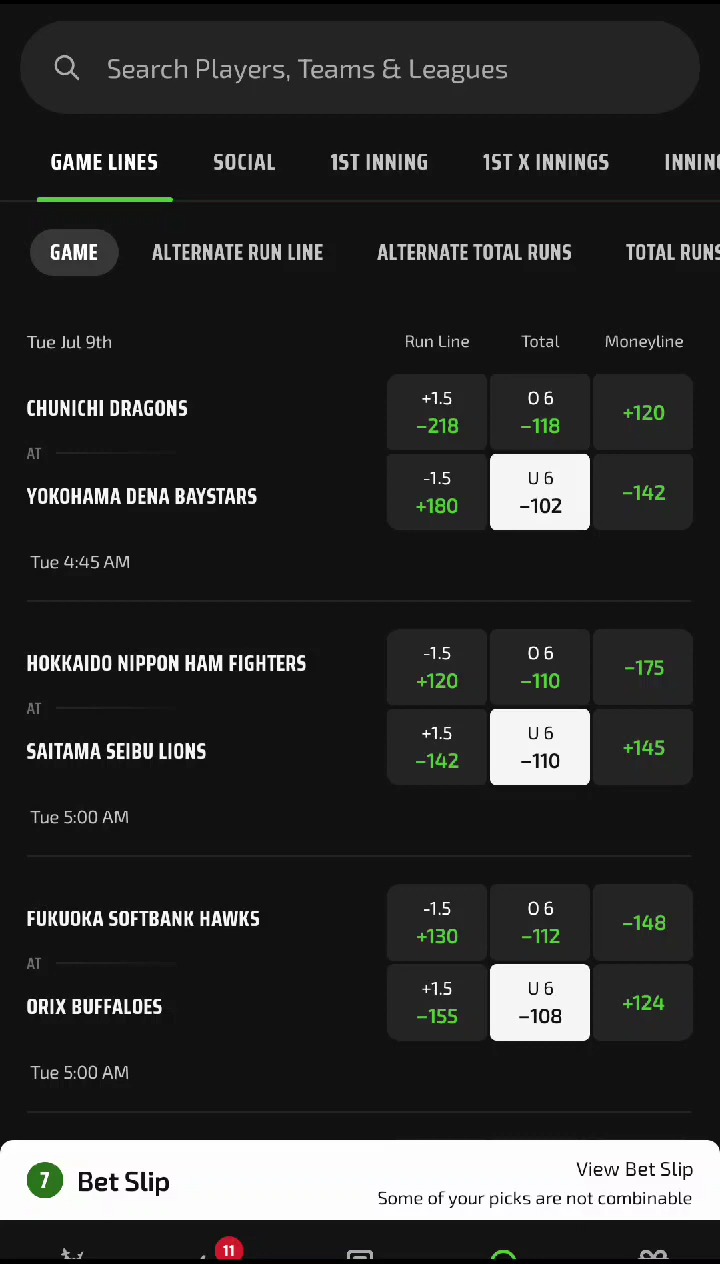 Search Players, Teams & Leagues
GAME LINES SOCIAL 1ST INNING 1ST X INNINGS INNIN
GAME ALTERNATE RUN LINE ALTERNATE TOTAL RUNS TOTAL RUNS
Tue Jul 9th Run Line Total Moneyline
CHUNICHI DRAGONS +1.5 O 6 +120
−218 −118
AT
YOKOHAMA DENA BAYSTARS -1.5 U 6 −142
+180 −102
Tue 4:45 AM
HOKKAIDO NIPPON HAM FIGHTERS -1.5 O 6 −175
+120 −110
AT
SAITAMA SEIBU LIONS +1.5 U 6 +145
−142 −110
Tue 5:00 AM
FUKUOKA SOFTBANK HAWKS -1.5 O 6 −148
+130 −112
AT
ORIX BUFFALOES +1.5 U 6 +124
−155 −108
Tue 5:00 AM
7 Bet Slip View Bet Slip
Some of your picks are not combinable
11